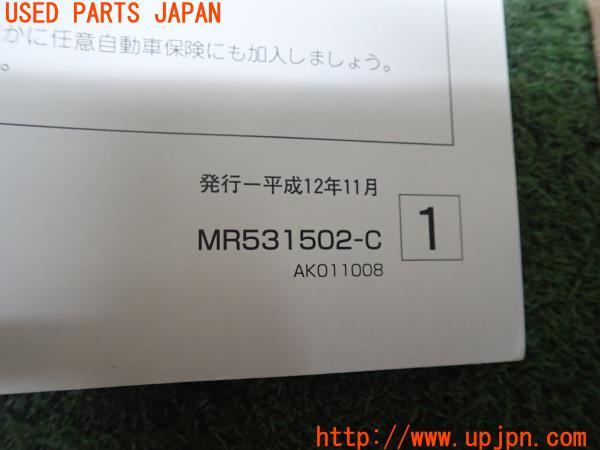 USED PARTS JAPAN
かに任意自動車保険にも加入しましょう。
。
発行ー平成12年11月
MR531502-C
1
AK011008
http://www.upjpn.com